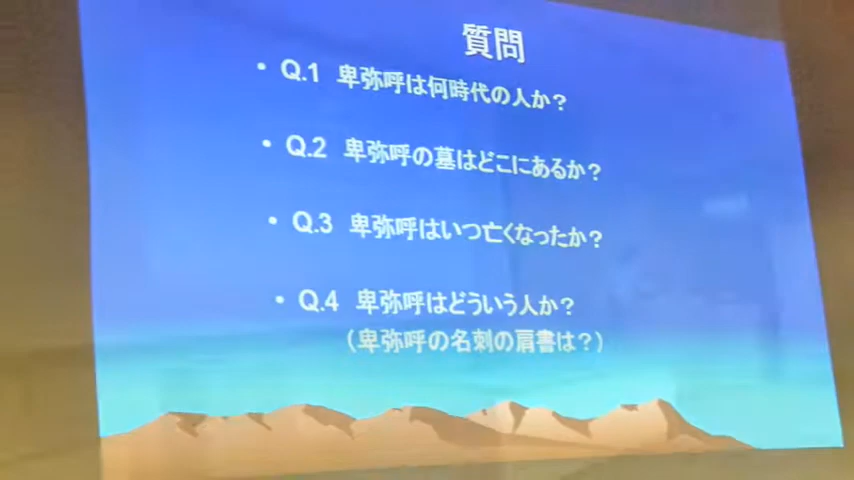 質問
• Q.1 卑弥呼は何時代の人か？
• Q.2 卑弥呼の墓はどこにあるか？
• Q.3 卑弥呼はいつ亡くなったか？
• Q.4 卑弥呼はどういう人か？
（卑弥呼の名刺の肩書は？）